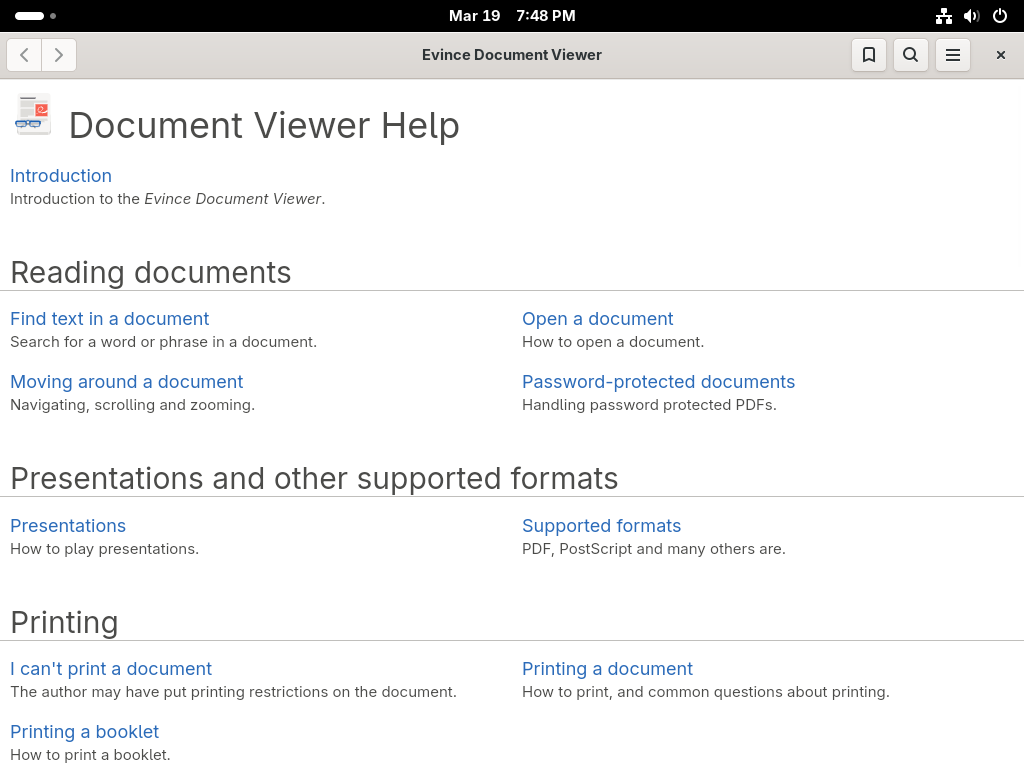 Mar 19 7:48 PM
Evince Document Viewer
Document Viewer Help
Introduction
Introduction to the Evince Document Viewer.
Reading documents
Find text in a document
Search for a word or phrase in a document.
Open a document
How to open a document.
Moving around a document
Navigating, scrolling and zooming.
Password-protected documents
Handling password protected PDFs.
Presentations and other supported formats
Presentations
How to play presentations.
Supported formats
PDF, PostScript and many others are.
Printing
I can't print a document
The author may have put printing restrictions on the document.
Printing a document
How to print, and common questions about printing.
Printing a booklet
How to print a booklet.